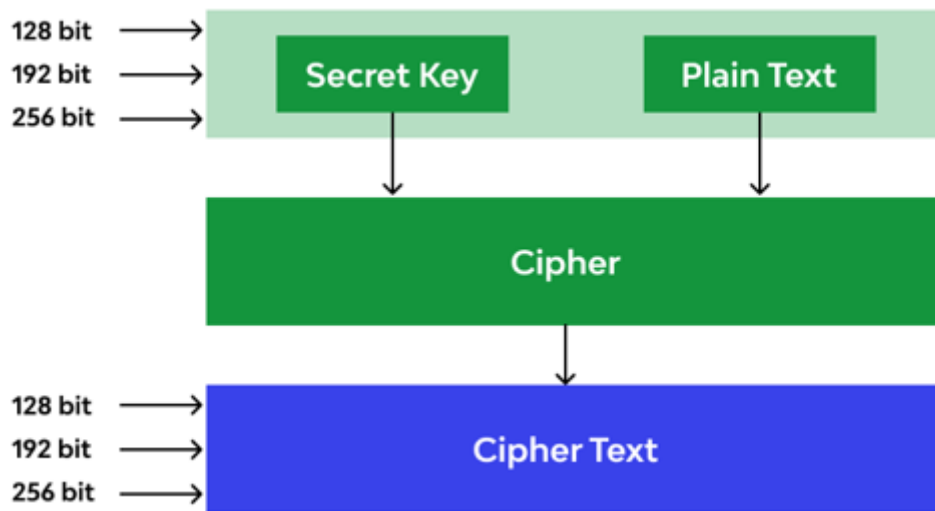 128 bit
192 bit
256 bit
Secret Key
Plain Text
Cipher
128 bit
192 bit
256 bit
Cipher Text